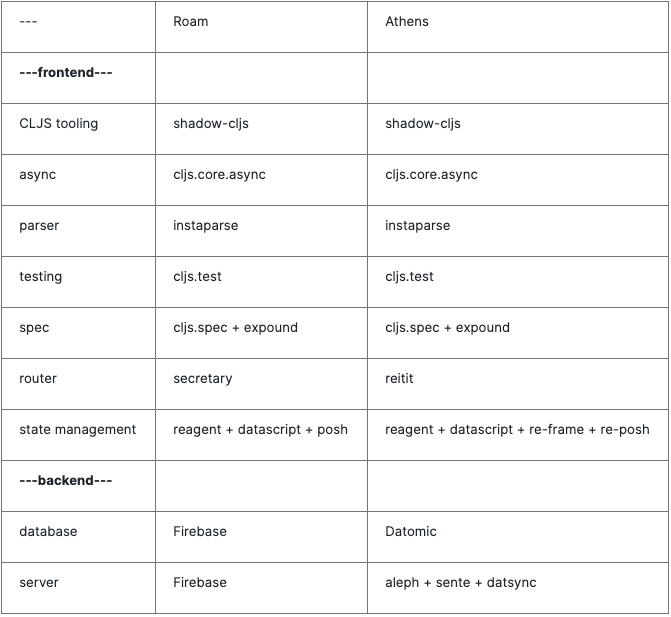 --- Roam Athens
---frontend---
CLJS tooling shadow-cljs shadow-cljs
async cljs.core.async cljs.core.async
parser instaparse instaparse
testing cljs.test cljs.test
spec cljs.spec + expound cljs.spec + expound
router secretary reitit
state management reagent + datascript + posh reagent + datascript + re-frame + re-posh
---backend---
database Firebase Datomic
server Firebase aleph + sente + datsync